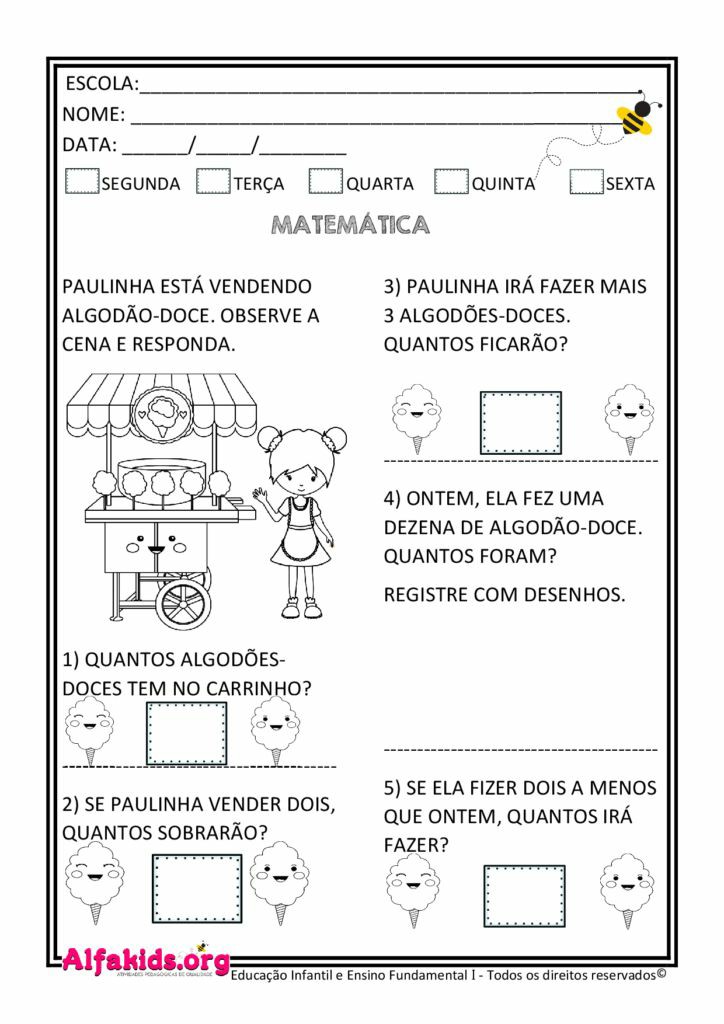 ESCOLA:
NOME:
DATA: ______/_____/________
SEGUNDA TERÇA QUARTA QUINTA SEXTA
MATEMÁTICA
PAULINHA ESTÁ VENDENDO
ALGODÃO-DOCE. OBSERVE A
CENA E RESPONDA.
1) QUANTOS ALGODÕES-
DOCES TEM NO CARRINHO?
2) SE PAULINHA VENDER DOIS,
QUANTOS SOBRARÃO?
3) PAULINHA IRÁ FAZER MAIS
3 ALGODÕES-DOCES.
QUANTOS FICARÃO?
4) ONTEM, ELA FEZ UMA
DEZENA DE ALGODÃO-DOCE.
QUANTOS FORAM?
REGISTRE COM DESENHOS.
5) SE ELA FIZER DOIS A MENOS
QUE ONTEM, QUANTOS IRÁ
FAZER?
Alfakids.org
ATIVIDADES PEDAGÓGICAS DE QUALIDADE
Educação Infantil e Ensino Fundamental I - Todos os direitos reservados©